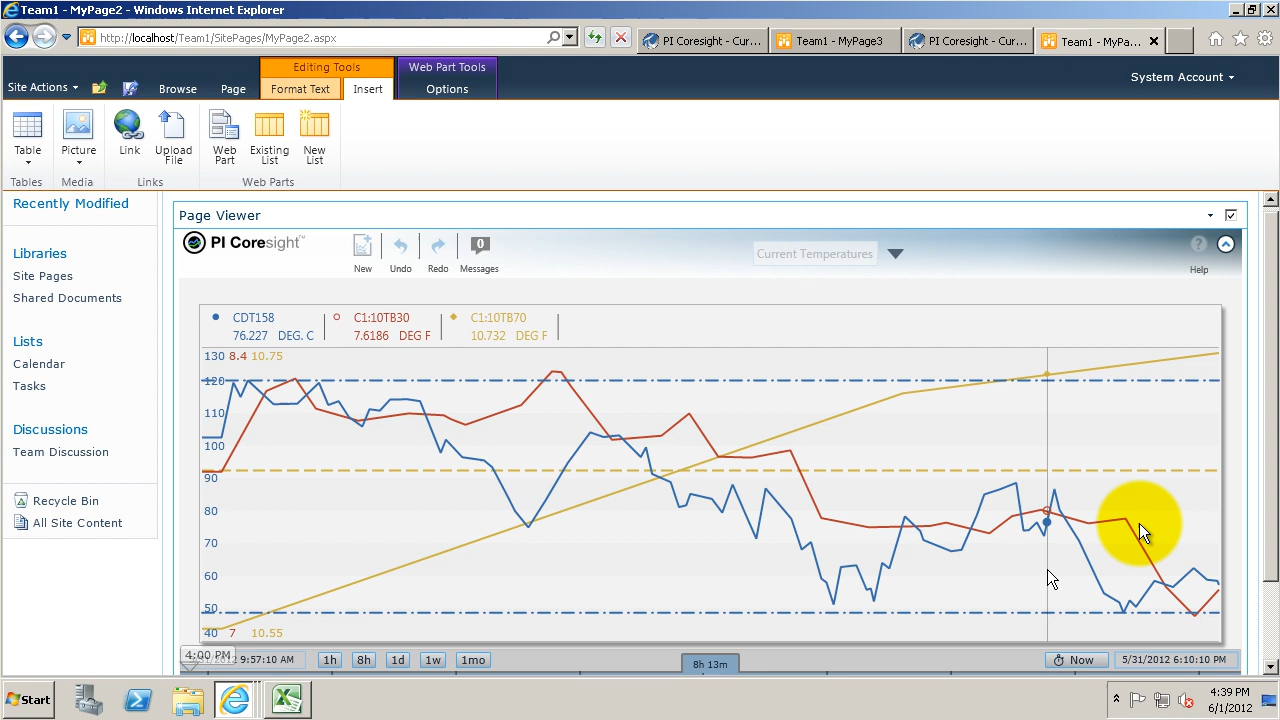 Team1 - MyPage2 - Windows Internet Explorer
http://localhost/Team1/SitePages/MyPage2.aspx
PI Coresight - Cur...
Team1 - MyPage3
PI Coresight - Cur...
Team1 - MyPa...
Editing Tools
Web Part Tools
Site Actions
Browse
Page
Format Text
Insert
Options
System Account
Table
Picture
Link
Upload File
Web Part
Existing List
New List
Tables
Media
Links
Web Parts
Recently Modified
Libraries
Site Pages
Shared Documents
Lists
Calendar
Tasks
Discussions
Team Discussion
Recycle Bin
All Site Content
Page Viewer
PI Coresight™
New
Undo
Redo
0
Messages
Current Temperatures
?
Help
CDT158
76.227 DEG. C
C1:10TB30
7.6186 DEG F
C1:10TB70
10.732 DEG F
130 8.4 10.75
120
110
100
90
80
70
60
50
40 7 10.55
4:00 PM
9:57:10 AM
1h
8h
1d
1w
1mo
8h 13m
Now
5/31/2012 6:10:10 PM
Start
4:39 PM
6/1/2012